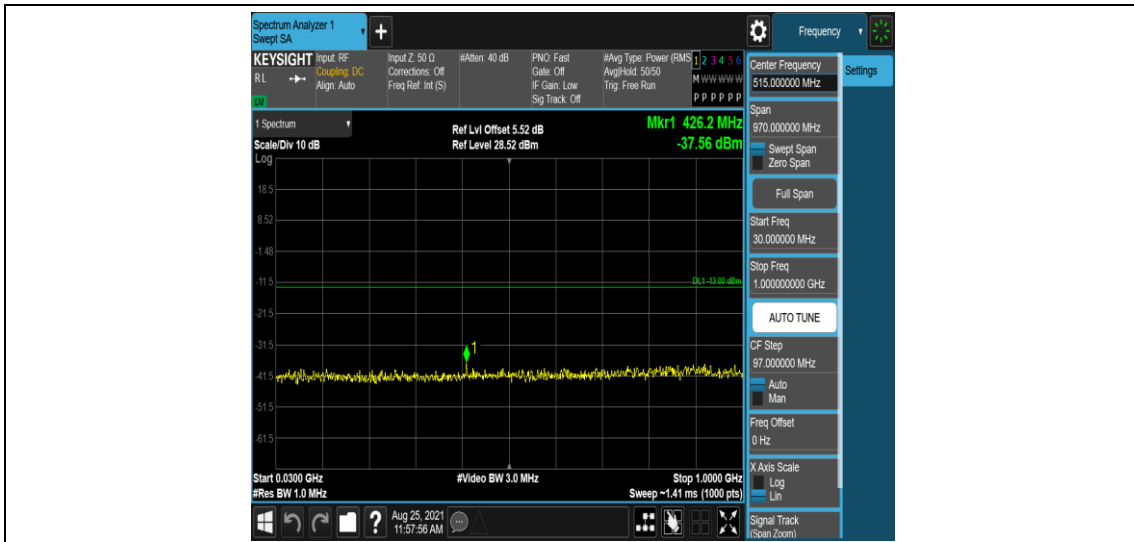 Spectrum Analyzer 1
Swept SA
+
Frequency
KEYSIGHT
RL
LXI
Input: RF
Coupling: DC
Align: Auto
Input Z: 50 Ω
Corrections: Off
Freq Ref: Int (S)
#Atten: 40 dB
PNO: Fast
Gate: Off
IF Gain: Low
Sig Track: Off
#Avg Type: Power (RMS
Avg|Hold: 50/50
Trig: Free Run
1 2 3 4 5 6
M W W W W W
P P P P P P
Center Frequency
515.000000 MHz
Settings
1 Spectrum
Scale/Div 10 dB
Log
Ref Lvl Offset 5.52 dB
Ref Level 28.52 dBm
Mkr1 426.2 MHz
-37.56 dBm
18.5
8.52
-1.48
-11.5
DL1 -13.00 dBm
-21.5
-31.5
1
-41.5
-51.5
-61.5
Start 0.0300 GHz
#Res BW 1.0 MHz
#Video BW 3.0 MHz
Stop 1.0000 GHz
Sweep ~1.41 ms (1000 pts)
Span
970.000000 MHz
Swept Span
Zero Span
Full Span
Start Freq
30.000000 MHz
Stop Freq
1.000000000 GHz
AUTO TUNE
CF Step
97.000000 MHz
Auto
Man
Freq Offset
0 Hz
X Axis Scale
Log
Lin
Signal Track
(Span Zoom)
?
Aug 25, 2021
11:57:56 AM